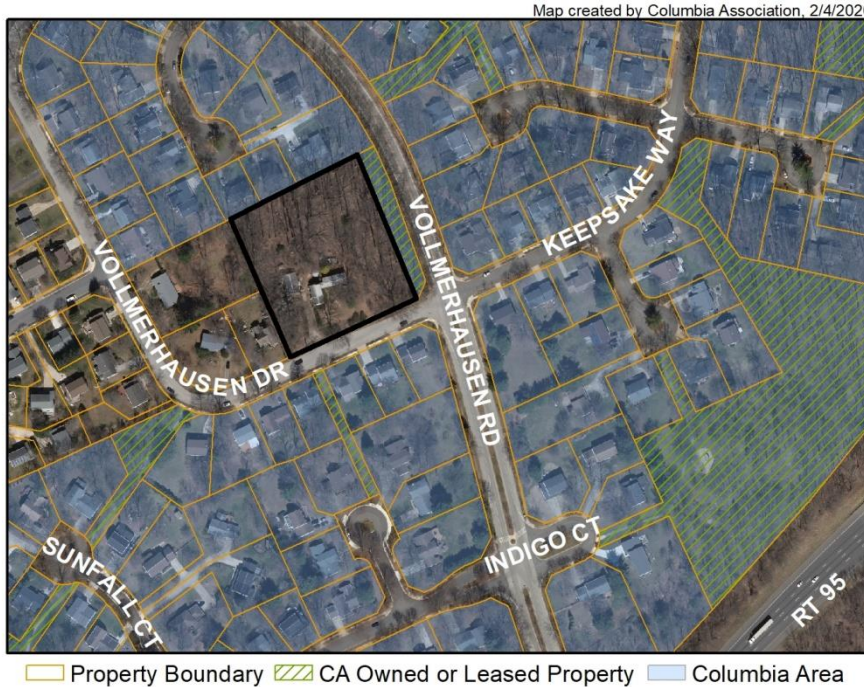 Map created by Columbia Association, 2/4/2020
VOLLMERHAUSEN DR
VOLLMERHAUSEN RD
KEEPSAKE WAY
INDIGO CT
SUNFALL CT
RT 95
Property Boundary CA Owned or Leased Property Columbia Area